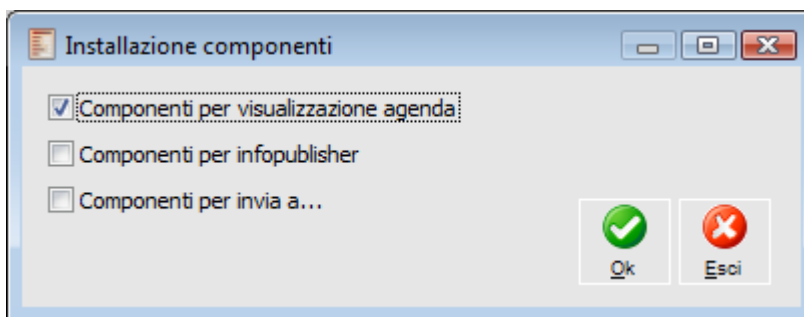 Installazione componenti
Componenti per visualizzazione agenda
Componenti per infopublisher
Componenti per invia a...
Ok
Esci